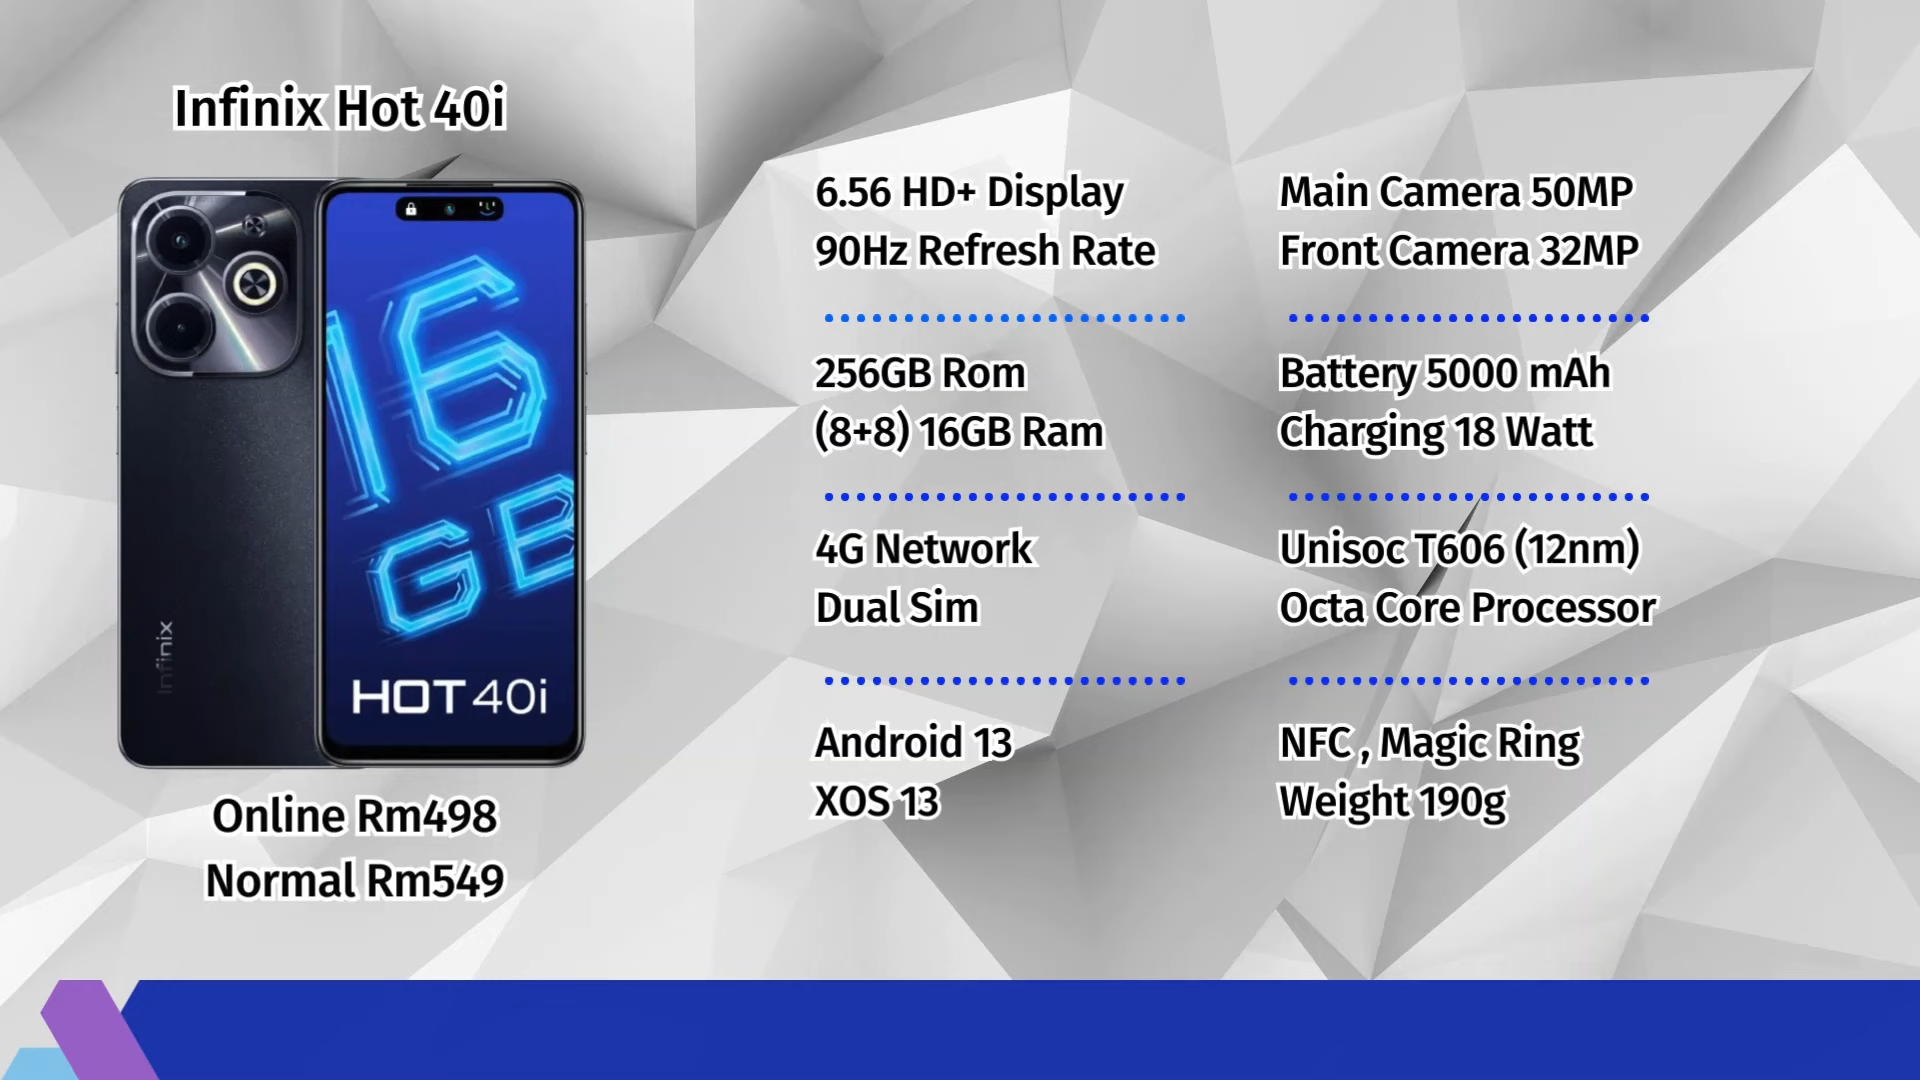 Infinix Hot 40i
16
GB
Infinix
HOT 40i
Online Rm498
Normal Rm549
6.56 HD+ Display
90Hz Refresh Rate
256GB Rom
(8+8) 16GB Ram
4G Network
Dual Sim
Android 13
XOS 13
Main Camera 50MP
Front Camera 32MP
Battery 5000 mAh
Charging 18 Watt
Unisoc T606 (12nm)
Octa Core Processor
NFC , Magic Ring
Weight 190g